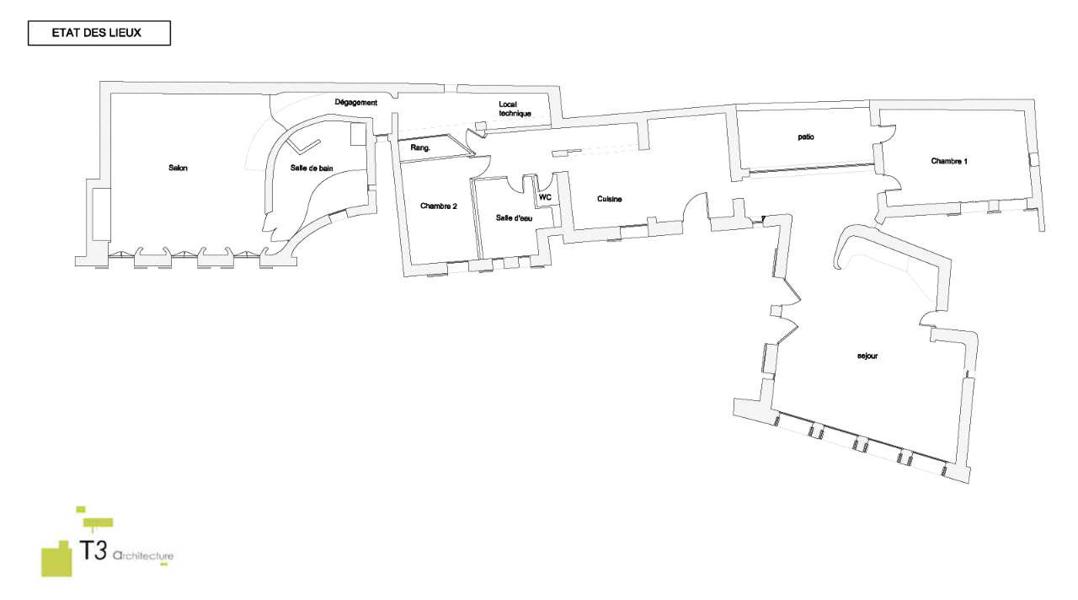 ETAT DES LIEUX
Dégagement
Local
technique
patio
Rang.
Chambre 1
Salon
Salle de bain
WC
Cuisine
Chambre 2
Salle d'eau
sejour
T3 architecture